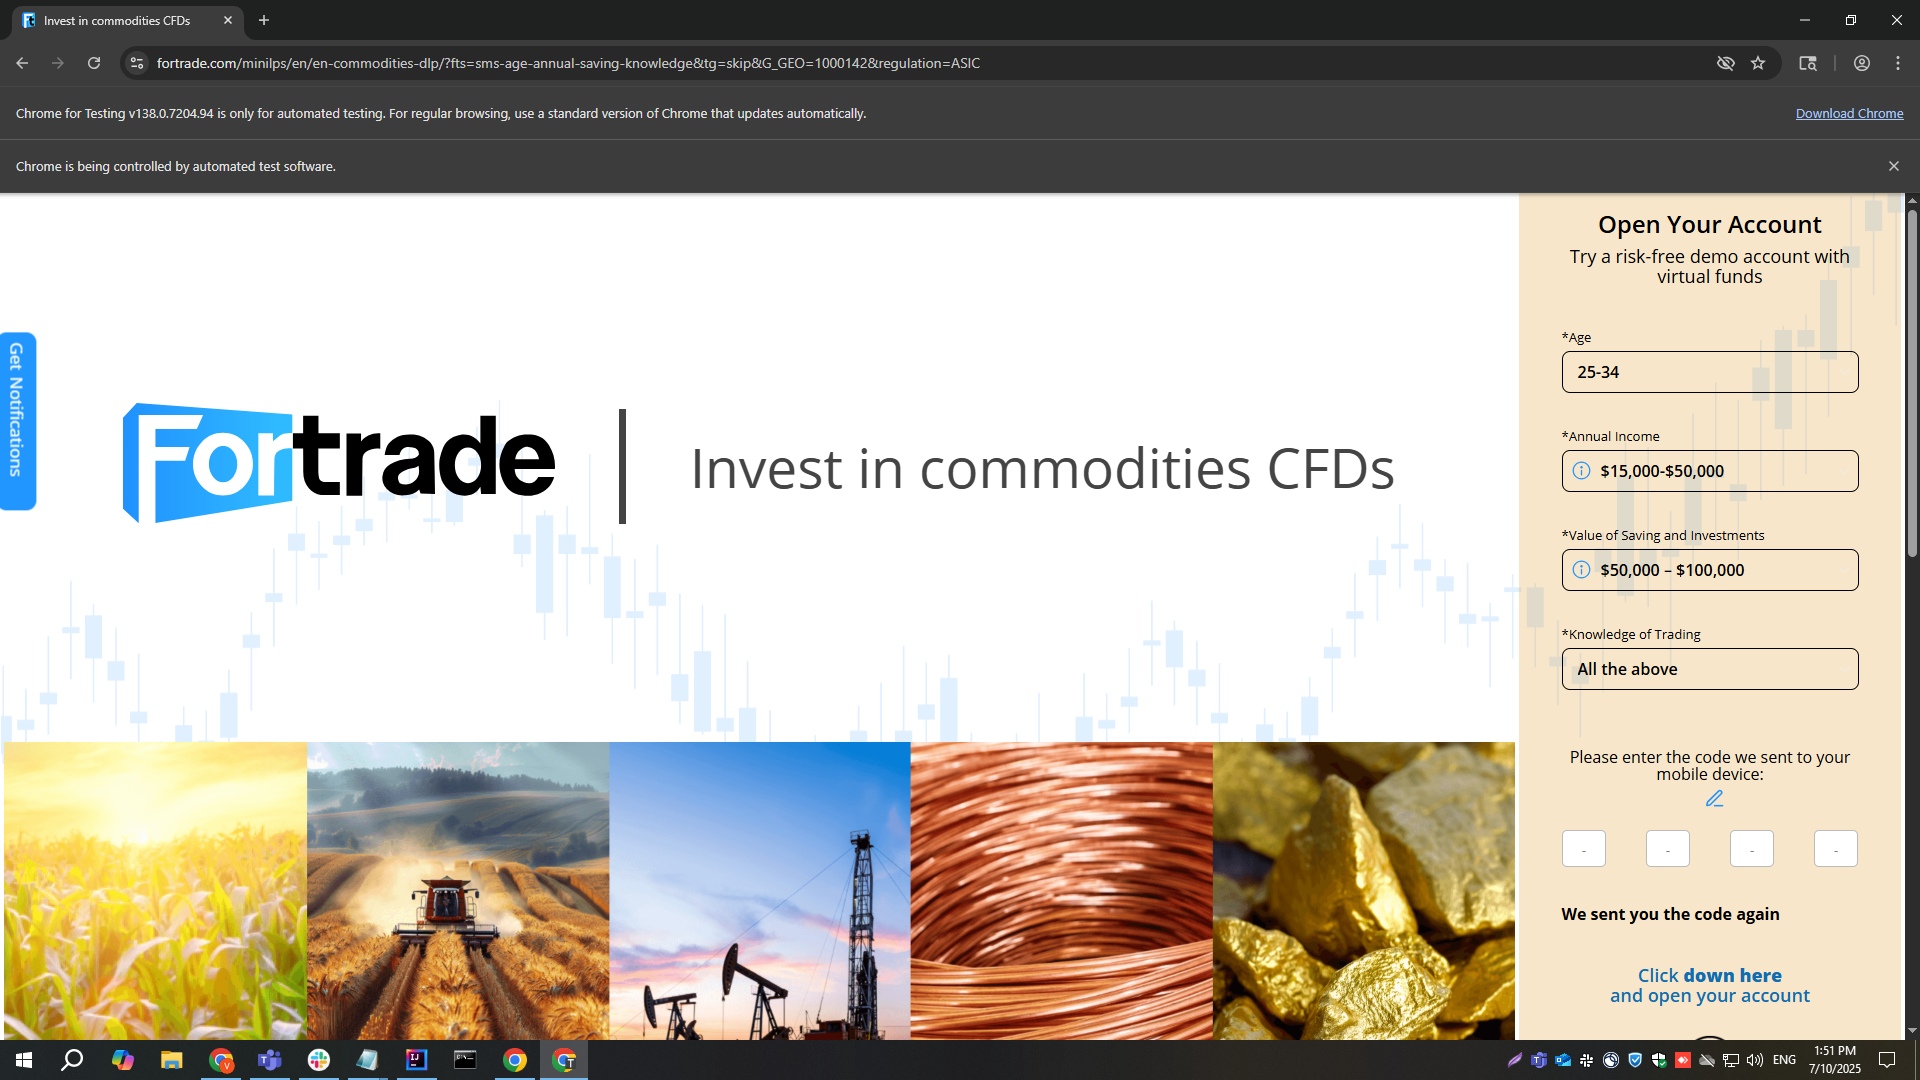 Invest in commodities CFDs
fortrade.com/minilps/en/en-commodities-dlp/?fts=sms-age-annual-saving-knowledge&tg=skip&G_GEO=1000142&regulation=ASIC
Chrome for Testing v138.0.7204.94 is only for automated testing. For regular browsing, use a standard version of Chrome that updates automatically.
Download Chrome
Chrome is being controlled by automated test software.
Get Notifications
Fortrade
Invest in commodities CFDs
Open Your Account
Try a risk-free demo account with
virtual funds
*Age
25-34
*Annual Income
$15,000-$50,000
*Value of Saving and Investments
$50,000 – $100,000
*Knowledge of Trading
All the above
Please enter the code we sent to your
mobile device:
- - - -
We sent you the code again
Click down here
and open your account
ENG
1:51 PM
7/10/2025